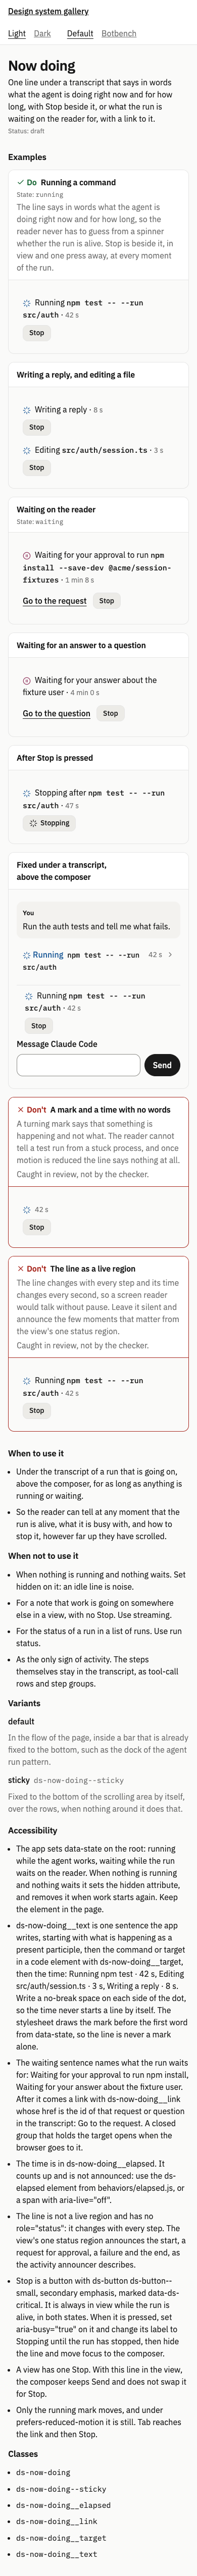 Design system gallery
Light Dark Default Botbench
Now doing
One line under a transcript that says in words
what the agent is doing right now and for how
long, with Stop beside it, or what the run is
waiting on the reader for, with a link to it.
Status: draft
Examples
Do Running a command
State: running
The line says in words what the agent is
doing right now and for how long, so the
reader never has to guess from a spinner
whether the run is alive. Stop is beside it, in
view and one press away, at every moment
of the run.
Running npm test -- --run
src/auth · 42 s
Stop
Writing a reply, and editing a file
Writing a reply · 8 s
Stop
Editing src/auth/session.ts · 3 s
Stop
Waiting on the reader
State: waiting
Waiting for your approval to run npm
install --save-dev @acme/session-
fixtures · 1 min 8 s
Go to the request Stop
Waiting for an answer to a question
Waiting for your answer about the
fixture user · 4 min 0 s
Go to the question Stop
After Stop is pressed
Stopping after npm test -- --run
src/auth · 47 s
Stopping
Fixed under a transcript,
above the composer
You
Run the auth tests and tell me what fails.
Running npm test -- --run 42 s
src/auth
Running npm test -- --run
src/auth · 42 s
Stop
Message Claude Code
Send
Don't A mark and a time with no words
A turning mark says that something is
happening and not what. The reader cannot
tell a test run from a stuck process, and once
motion is reduced the line says nothing at all.
Caught in review, not by the checker.
42 s
Stop
Don't The line as a live region
The line changes with every step and its time
changes every second, so a screen reader
would talk without pause. Leave it silent and
announce the few moments that matter from
the view's one status region.
Caught in review, not by the checker.
Running npm test -- --run
src/auth · 42 s
Stop
When to use it
Under the transcript of a run that is going on,
above the composer, for as long as anything is
running or waiting.
So the reader can tell at any moment that the
run is alive, what it is busy with, and how to
stop it, however far up they have scrolled.
When not to use it
When nothing is running and nothing waits. Set
hidden on it: an idle line is noise.
For a note that work is going on somewhere
else in a view, with no Stop. Use streaming.
For the status of a run in a list of runs. Use run
status.
As the only sign of activity. The steps
themselves stay in the transcript, as tool-call
rows and step groups.
Variants
default
In the flow of the page, inside a bar that is already
fixed to the bottom, such as the dock of the agent
run pattern.
sticky ds-now-doing--sticky
Fixed to the bottom of the scrolling area by itself,
over the rows, when nothing around it does that.
Accessibility
The app sets data-state on the root: running
while the agent works, waiting while the run
waits on the reader. When nothing is running
and nothing waits it sets the hidden attribute,
and removes it when work starts again. Keep
the element in the page.
ds-now-doing__text is one sentence the app
writes, starting with what is happening as a
present participle, then the command or target
in a code element with ds-now-doing__target,
then the time: Running npm test · 42 s, Editing
src/auth/session.ts · 3 s, Writing a reply · 8 s.
Write a no-break space on each side of the dot,
so the time never starts a line by itself. The
stylesheet draws the mark before the first word
from data-state, so the line is never a mark
alone.
The waiting sentence names what the run waits
for: Waiting for your approval to run npm install,
Waiting for your answer about the fixture user.
After it comes a link with ds-now-doing__link
whose href is the id of that request or question
in the transcript: Go to the request. A closed
group that holds the target opens when the
browser goes to it.
The time is in ds-now-doing__elapsed. It
counts up and is not announced: use the ds-
elapsed element from behaviors/elapsed.js, or
a span with aria-live="off".
The line is not a live region and has no
role="status": it changes with every step. The
view's one status region announces the start, a
request for approval, a failure and the end, as
the activity announcer describes.
Stop is a button with ds-button ds-button--
small, secondary emphasis, marked data-ds-
critical. It is always in view while the run is
alive, in both states. When it is pressed, set
aria-busy="true" on it and change its label to
Stopping until the run has stopped, then hide
the line and move focus to the composer.
A view has one Stop. With this line in the view,
the composer keeps Send and does not swap it
for Stop.
Only the running mark moves, and under
prefers-reduced-motion it is still. Tab reaches
the link and then Stop.
Classes
ds-now-doing
ds-now-doing--sticky
ds-now-doing__elapsed
ds-now-doing__link
ds-now-doing__target
ds-now-doing__text